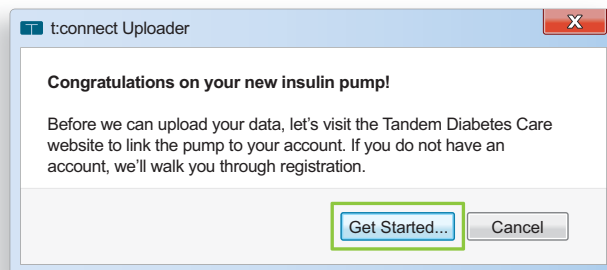 t:connect Uploader
X
Congratulations on your new insulin pump!
Before we can upload your data, let's visit the Tandem Diabetes Care
website to link the pump to your account. If you do not have an
account, we'll walk you through registration.
Get Started... Cancel